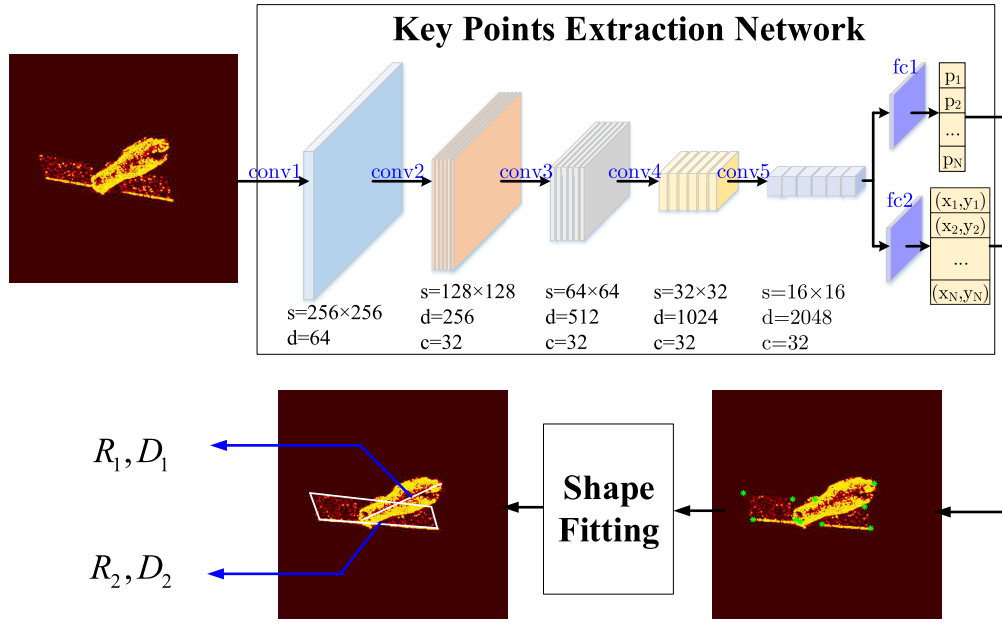 Key Points Extraction Network
conv1
conv2
conv3
conv4
conv5
fc1
p1
p2
...
pN
fc2
(x1,y1)
(x2,y2)
...
(xN,yN)
s=256×256
d=64
s=128×128
d=256
c=32
s=64×64
d=512
c=32
s=32×32
d=1024
c=32
s=16×16
d=2048
c=32
R1,D1
R2,D2
Shape
Fitting